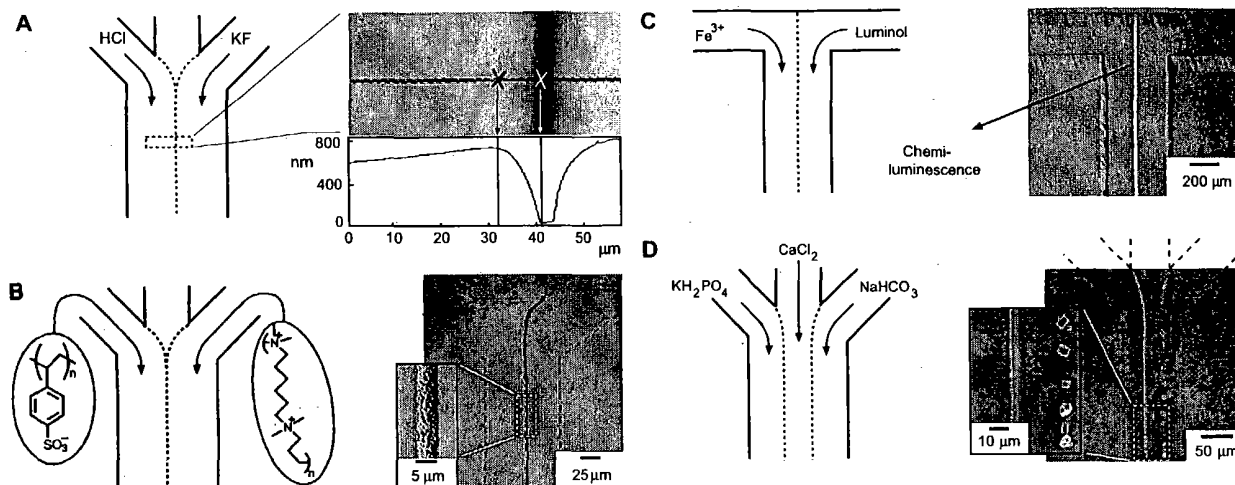 A
HCl
KF
800
nm
400
0
0 10 20 30 40 50
μm
B
n
SO₃⁻
N⁺
N⁺
n
5 μm
25 μm
C
Fe³⁺
Luminol
Chemi-
luminescence
200 μm
D
CaCl₂
KH₂PO₄
NaHCO₃
10 μm
50 μm